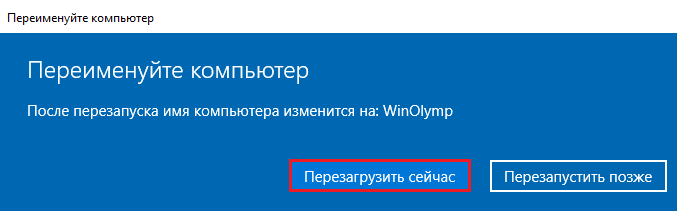 Переименуйте компьютер
Переименуйте компьютер
После перезапуска имя компьютера изменится на: WinOlymp
Перезагрузить сейчас
Перезапустить позже